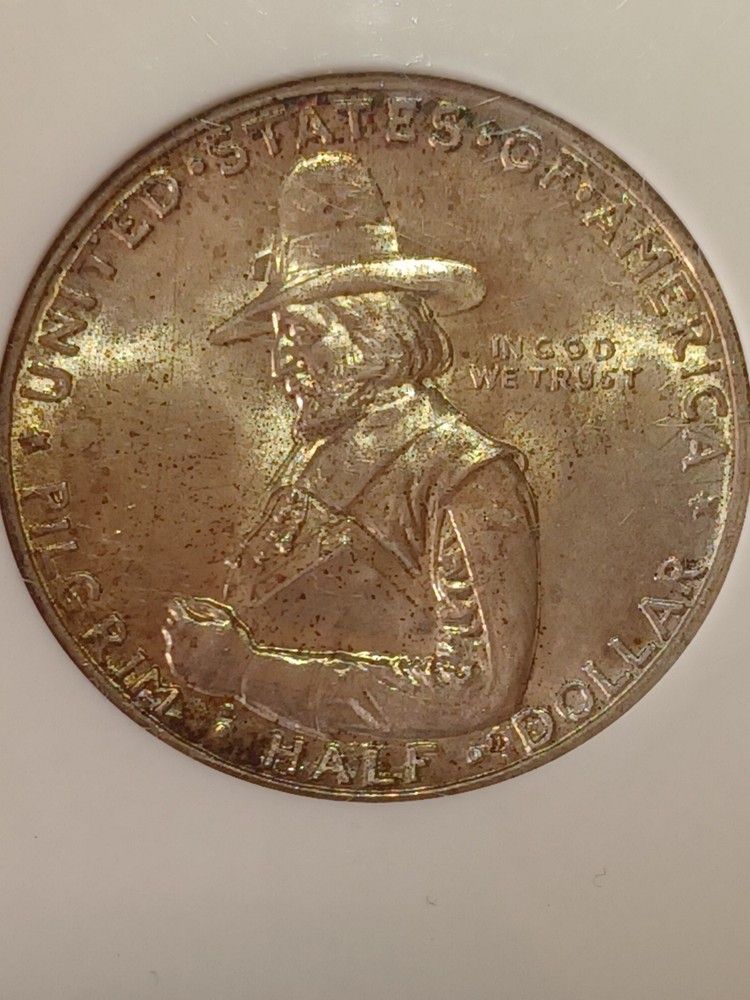 UNITED · STATES · OF · AMERICA
IN GOD
WE TRUST
PILGRIM · HALF · DOLLAR